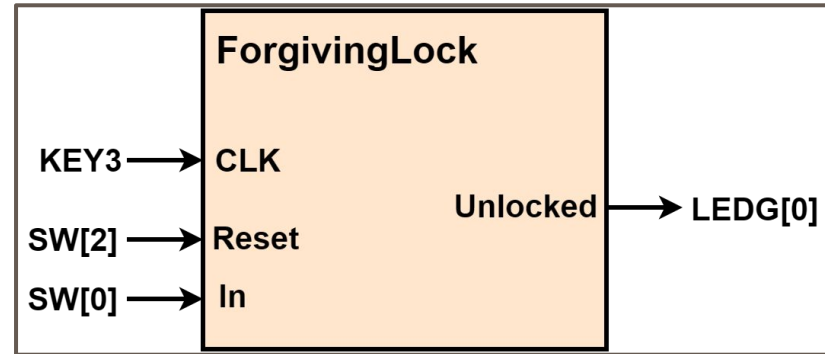 ForgivingLock
KEY3 CLK
Unlocked LEDG[0]
SW[2] Reset
SW[0] In